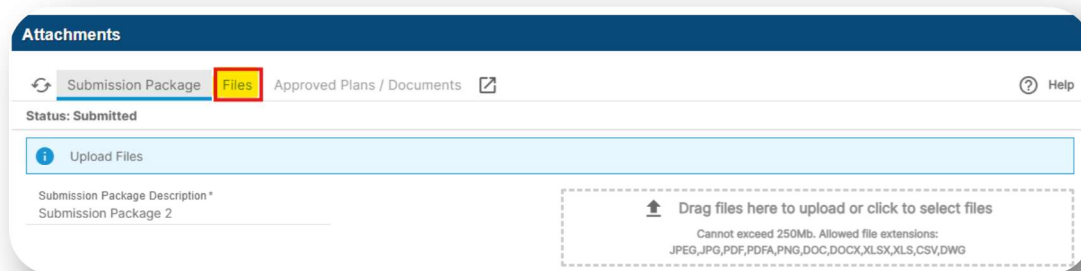 Attachments
Submission Package Files Approved Plans / Documents Help
Status: Submitted
Upload Files
Submission Package Description *
Submission Package 2
Drag files here to upload or click to select files
Cannot exceed 250Mb. Allowed file extensions:
JPEG,JPG,PDF,PDFA,PNG,DOC,DOCX,XLSX,XLS,CSV,DWG